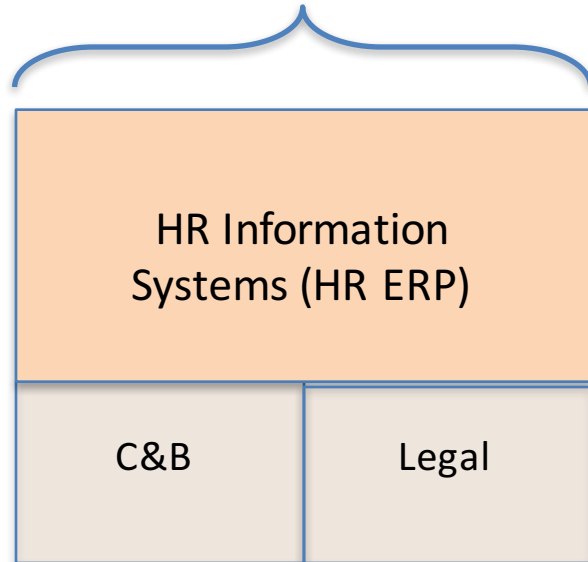 HR Information
Systems (HR ERP)
C&B
Legal